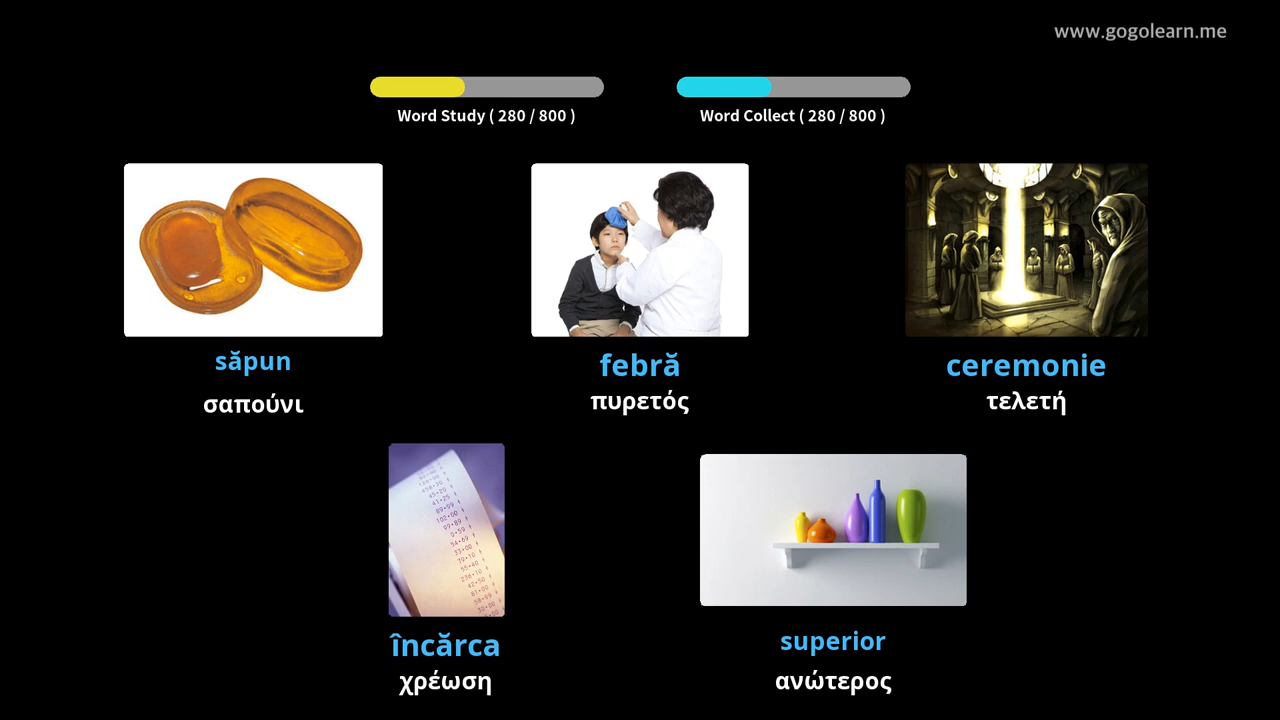 www.gogolearn.me
Word Study ( 280 / 800 )
Word Collect ( 280 / 800 )
săpun
σαπούνι
febră
πυρετός
ceremonie
τελετή
încărca
χρέωση
superior
ανώτερος